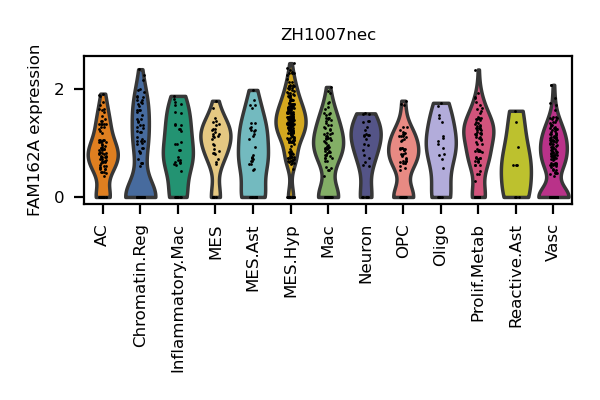 ZH1007nec
FAM162A expression
2
0
AC
Chromatin.Reg
Inflammatory.Mac
MES
MES.Ast
MES.Hyp
Mac
Neuron
OPC
Oligo
Prolif.Metab
Reactive.Ast
Vasc